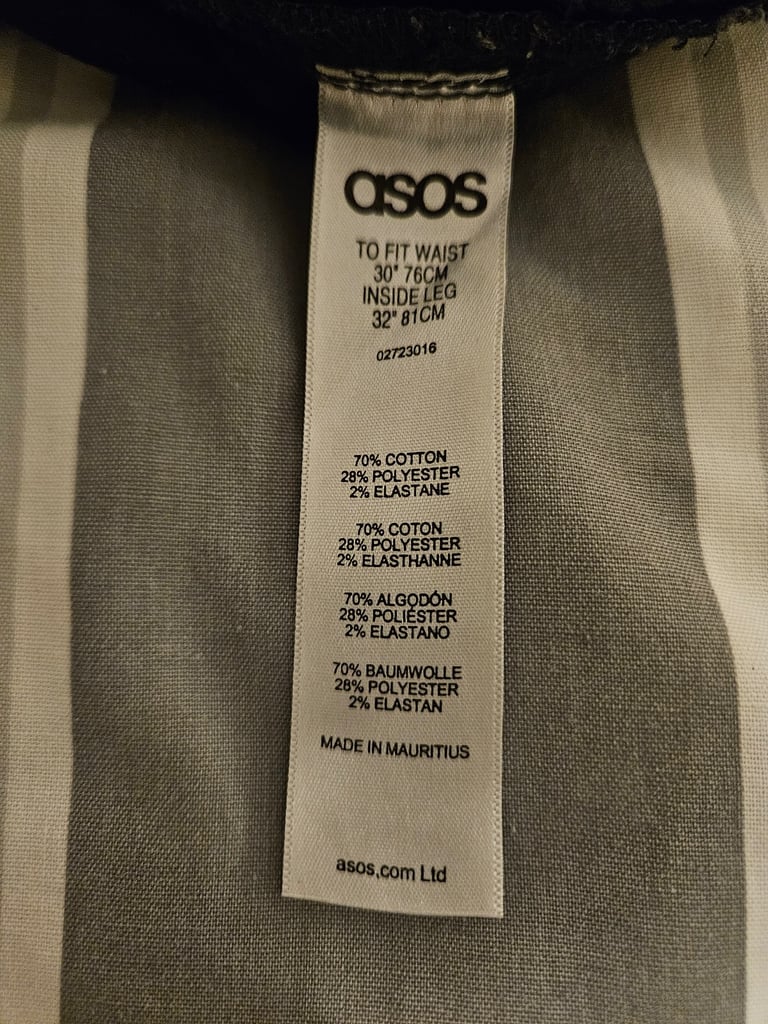 asos
TO FIT WAIST
30" 76CM
INSIDE LEG
32" 81CM
02723016
70% COTTON
28% POLYESTER
2% ELASTANE
70% COTON
28% POLYESTER
2% ELASTHANNE
70% ALGODÓN
28% POLIÉSTER
2% ELASTANO
70% BAUMWOLLE
28% POLYESTER
2% ELASTAN
MADE IN MAURITIUS
asos.com Ltd